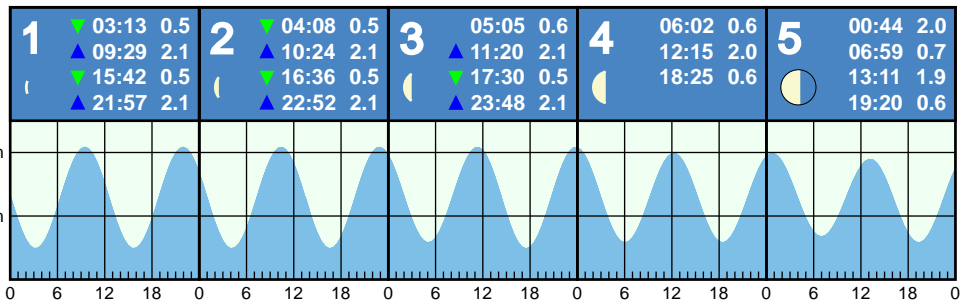 1
▼ 03:13 0.5
▲ 09:29 2.1
▼ 15:42 0.5
▲ 21:57 2.1
2
▼ 04:08 0.5
▲ 10:24 2.1
▼ 16:36 0.5
▲ 22:52 2.1
3
05:05 0.6
▲ 11:20 2.1
▼ 17:30 0.5
▲ 23:48 2.1
4
06:02 0.6
12:15 2.0
18:25 0.6
5
00:44 2.0
06:59 0.7
13:11 1.9
19:20 0.6
m
m
0 6 12 18 0 6 12 18 0 6 12 18 0 6 12 18 0 6 12 18 0